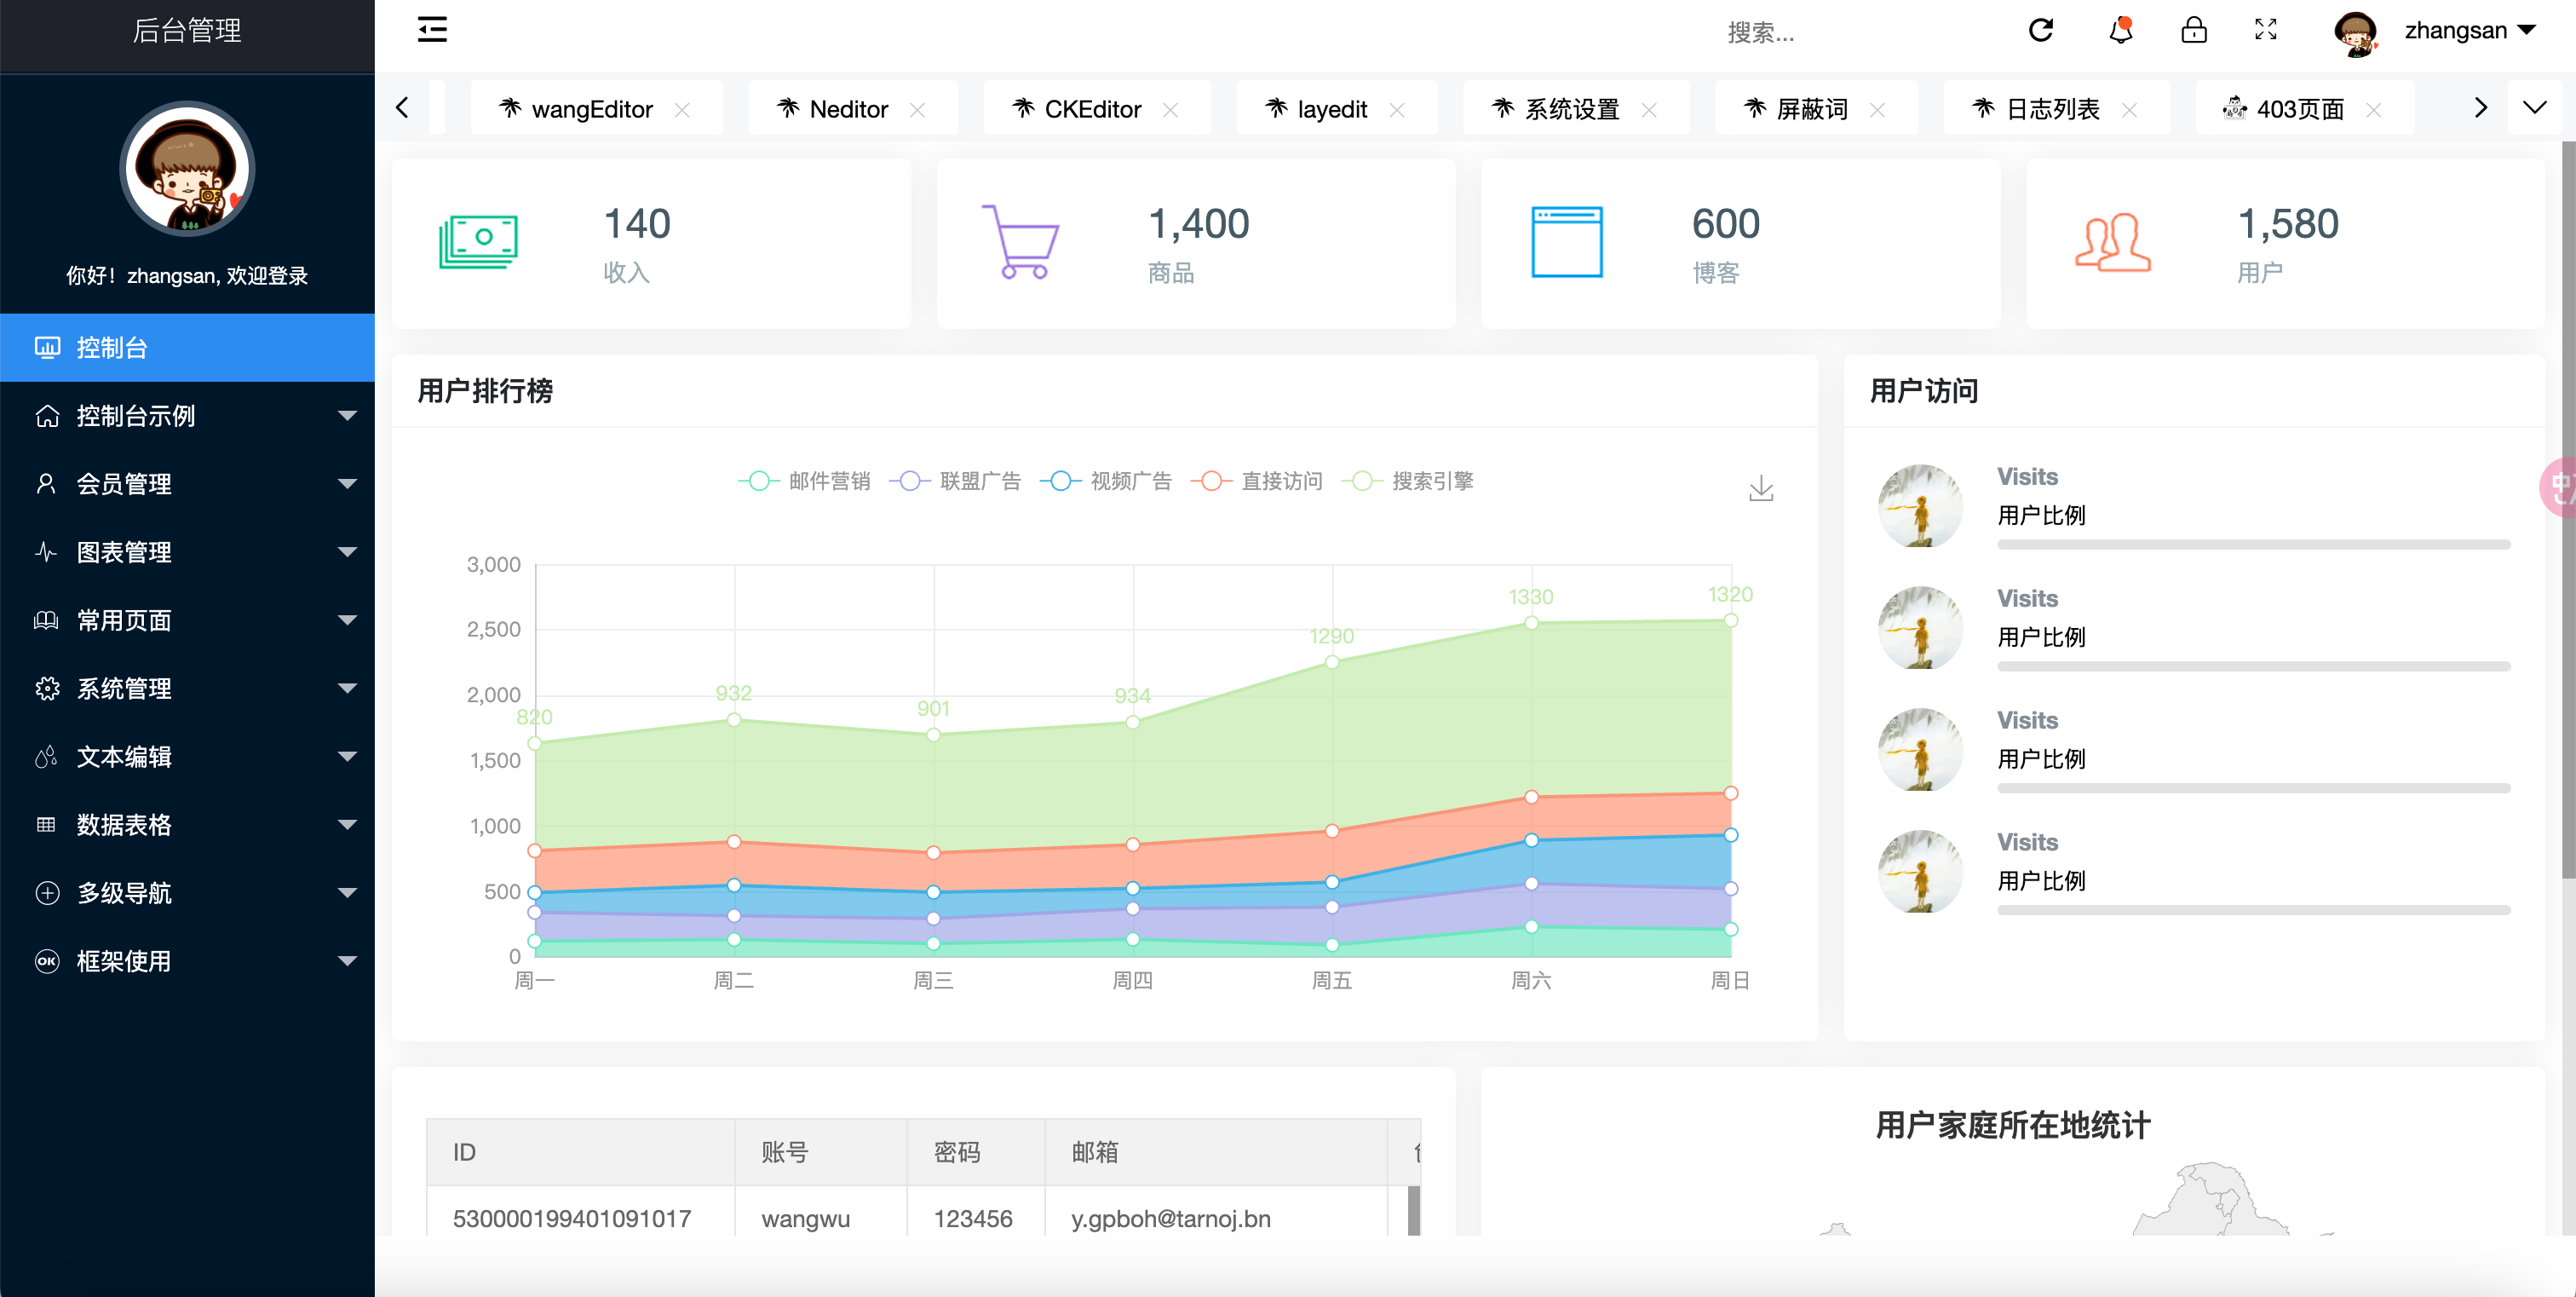 后台管理
搜索...
zhangsan
wangEditor
Neditor
CKEditor
layedit
系统设置
屏蔽词
日志列表
403页面
你好！zhangsan, 欢迎登录
控制台
控制台示例
会员管理
图表管理
常用页面
系统管理
文本编辑
数据表格
多级导航
OK 框架使用
140
收入
1,400
商品
600
博客
1,580
用户
用户排行榜
邮件营销 联盟广告 视频广告 直接访问 搜索引擎
3,000
2,500
2,000
1,500
1,000
500
0
820
932
901
934
1290
1330
1320
周一 周二 周三 周四 周五 周六 周日
用户访问
Visits
用户比例
Visits
用户比例
Visits
用户比例
Visits
用户比例
ID 账号 密码 邮箱
530000199401091017 wangwu 123456 y.gpboh@tarnoj.bn
用户家庭所在地统计